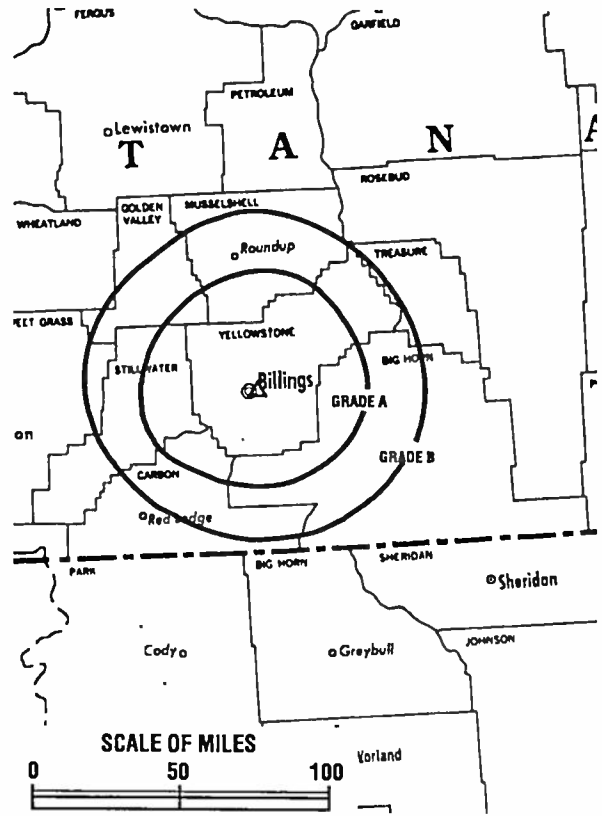 FERGUS
GARFIELD
PETROLEUM
Lewistown
T A N A
ROSEBUD
WHEATLAND
GOLDEN
VALLEY
MUSSELSHELL
Roundup
TREASURE
EET GRASS
YELLOWSTONE
STILLWATER
BIG HORN
Billings
GRADE A
on
GRADE B
CARBON
Red Lodge
PARK
BIG HORN
SHERIDAN
Sheridan
JOHNSON
Cody
Greybull
SCALE OF MILES
0 50 100
Worland